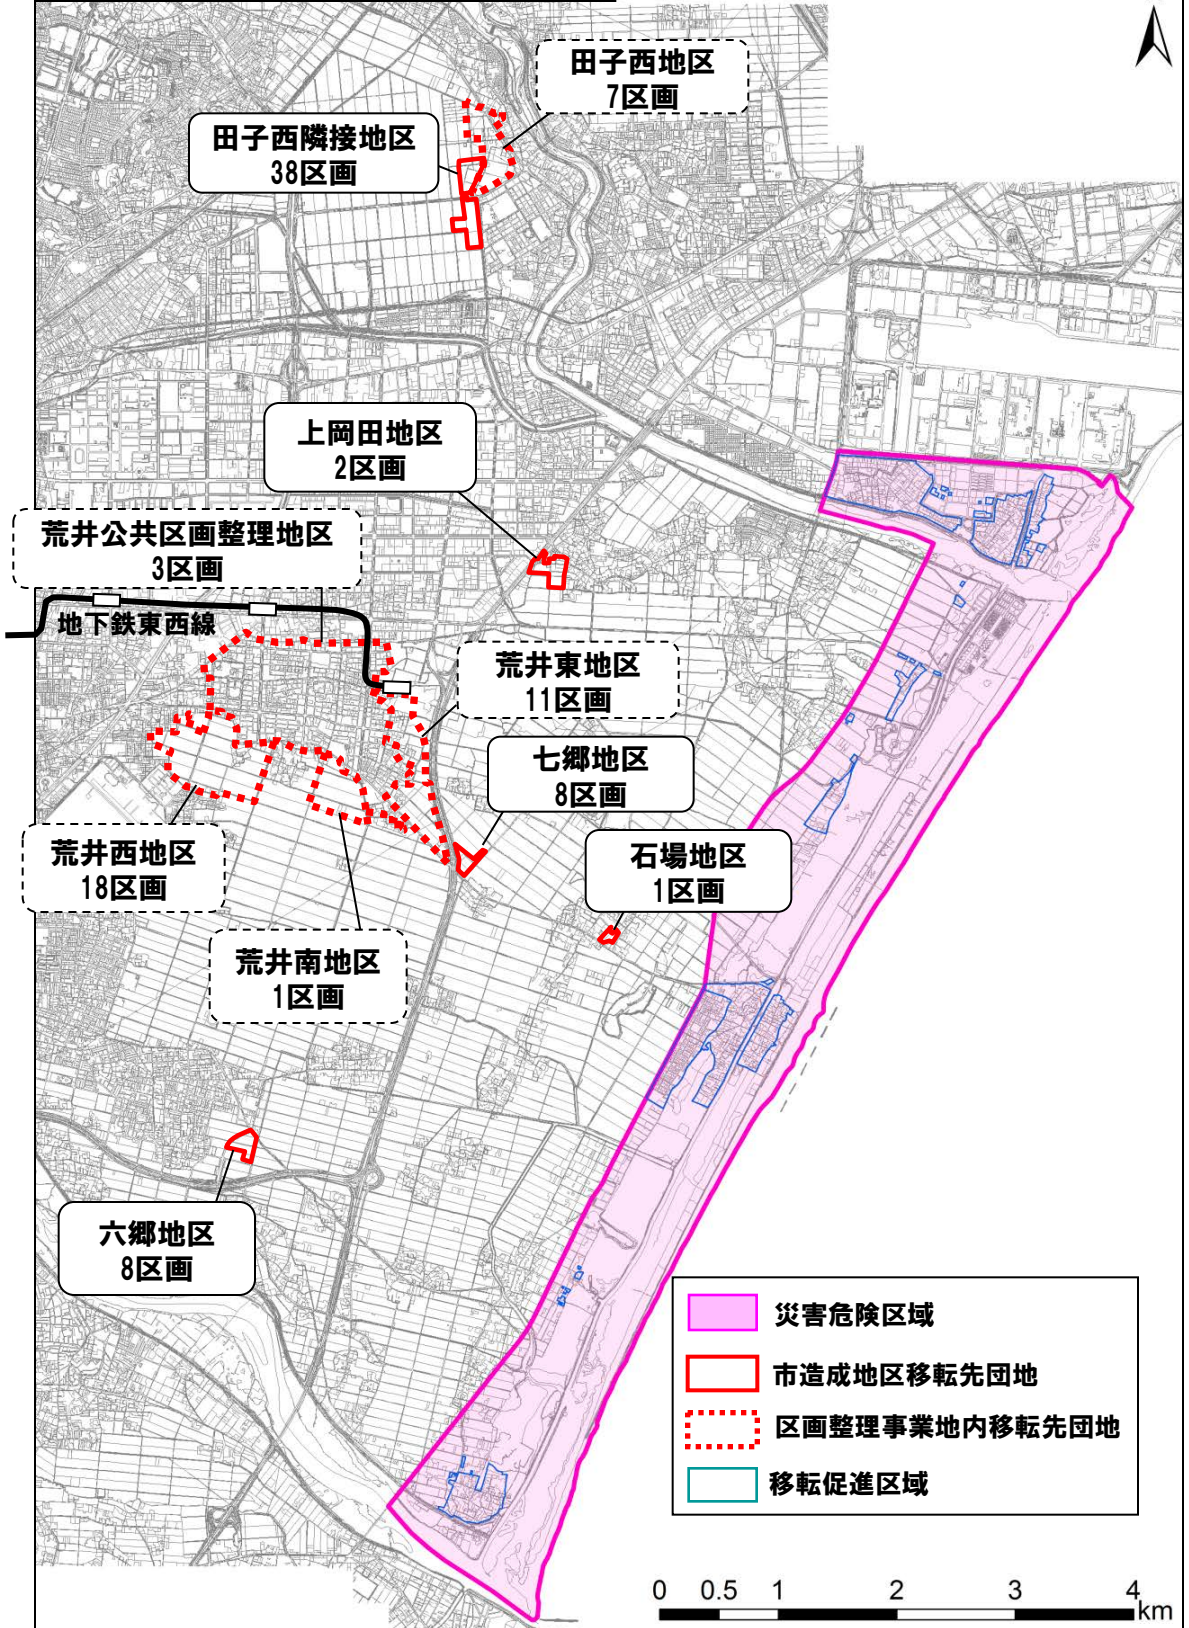 田子西地区
7区画
田子西隣接地区
38区画
上岡田地区
2区画
荒井公共区画整理地区
3区画
地下鉄東西線
荒井東地区
11区画
七郷地区
8区画
荒井西地区
18区画
石場地区
1区画
荒井南地区
1区画
六郷地区
8区画
災害危険区域
市造成地区移転先団地
区画整理事業地内移転先団地
移転促進区域
0 0.5 1 2 3 4
km